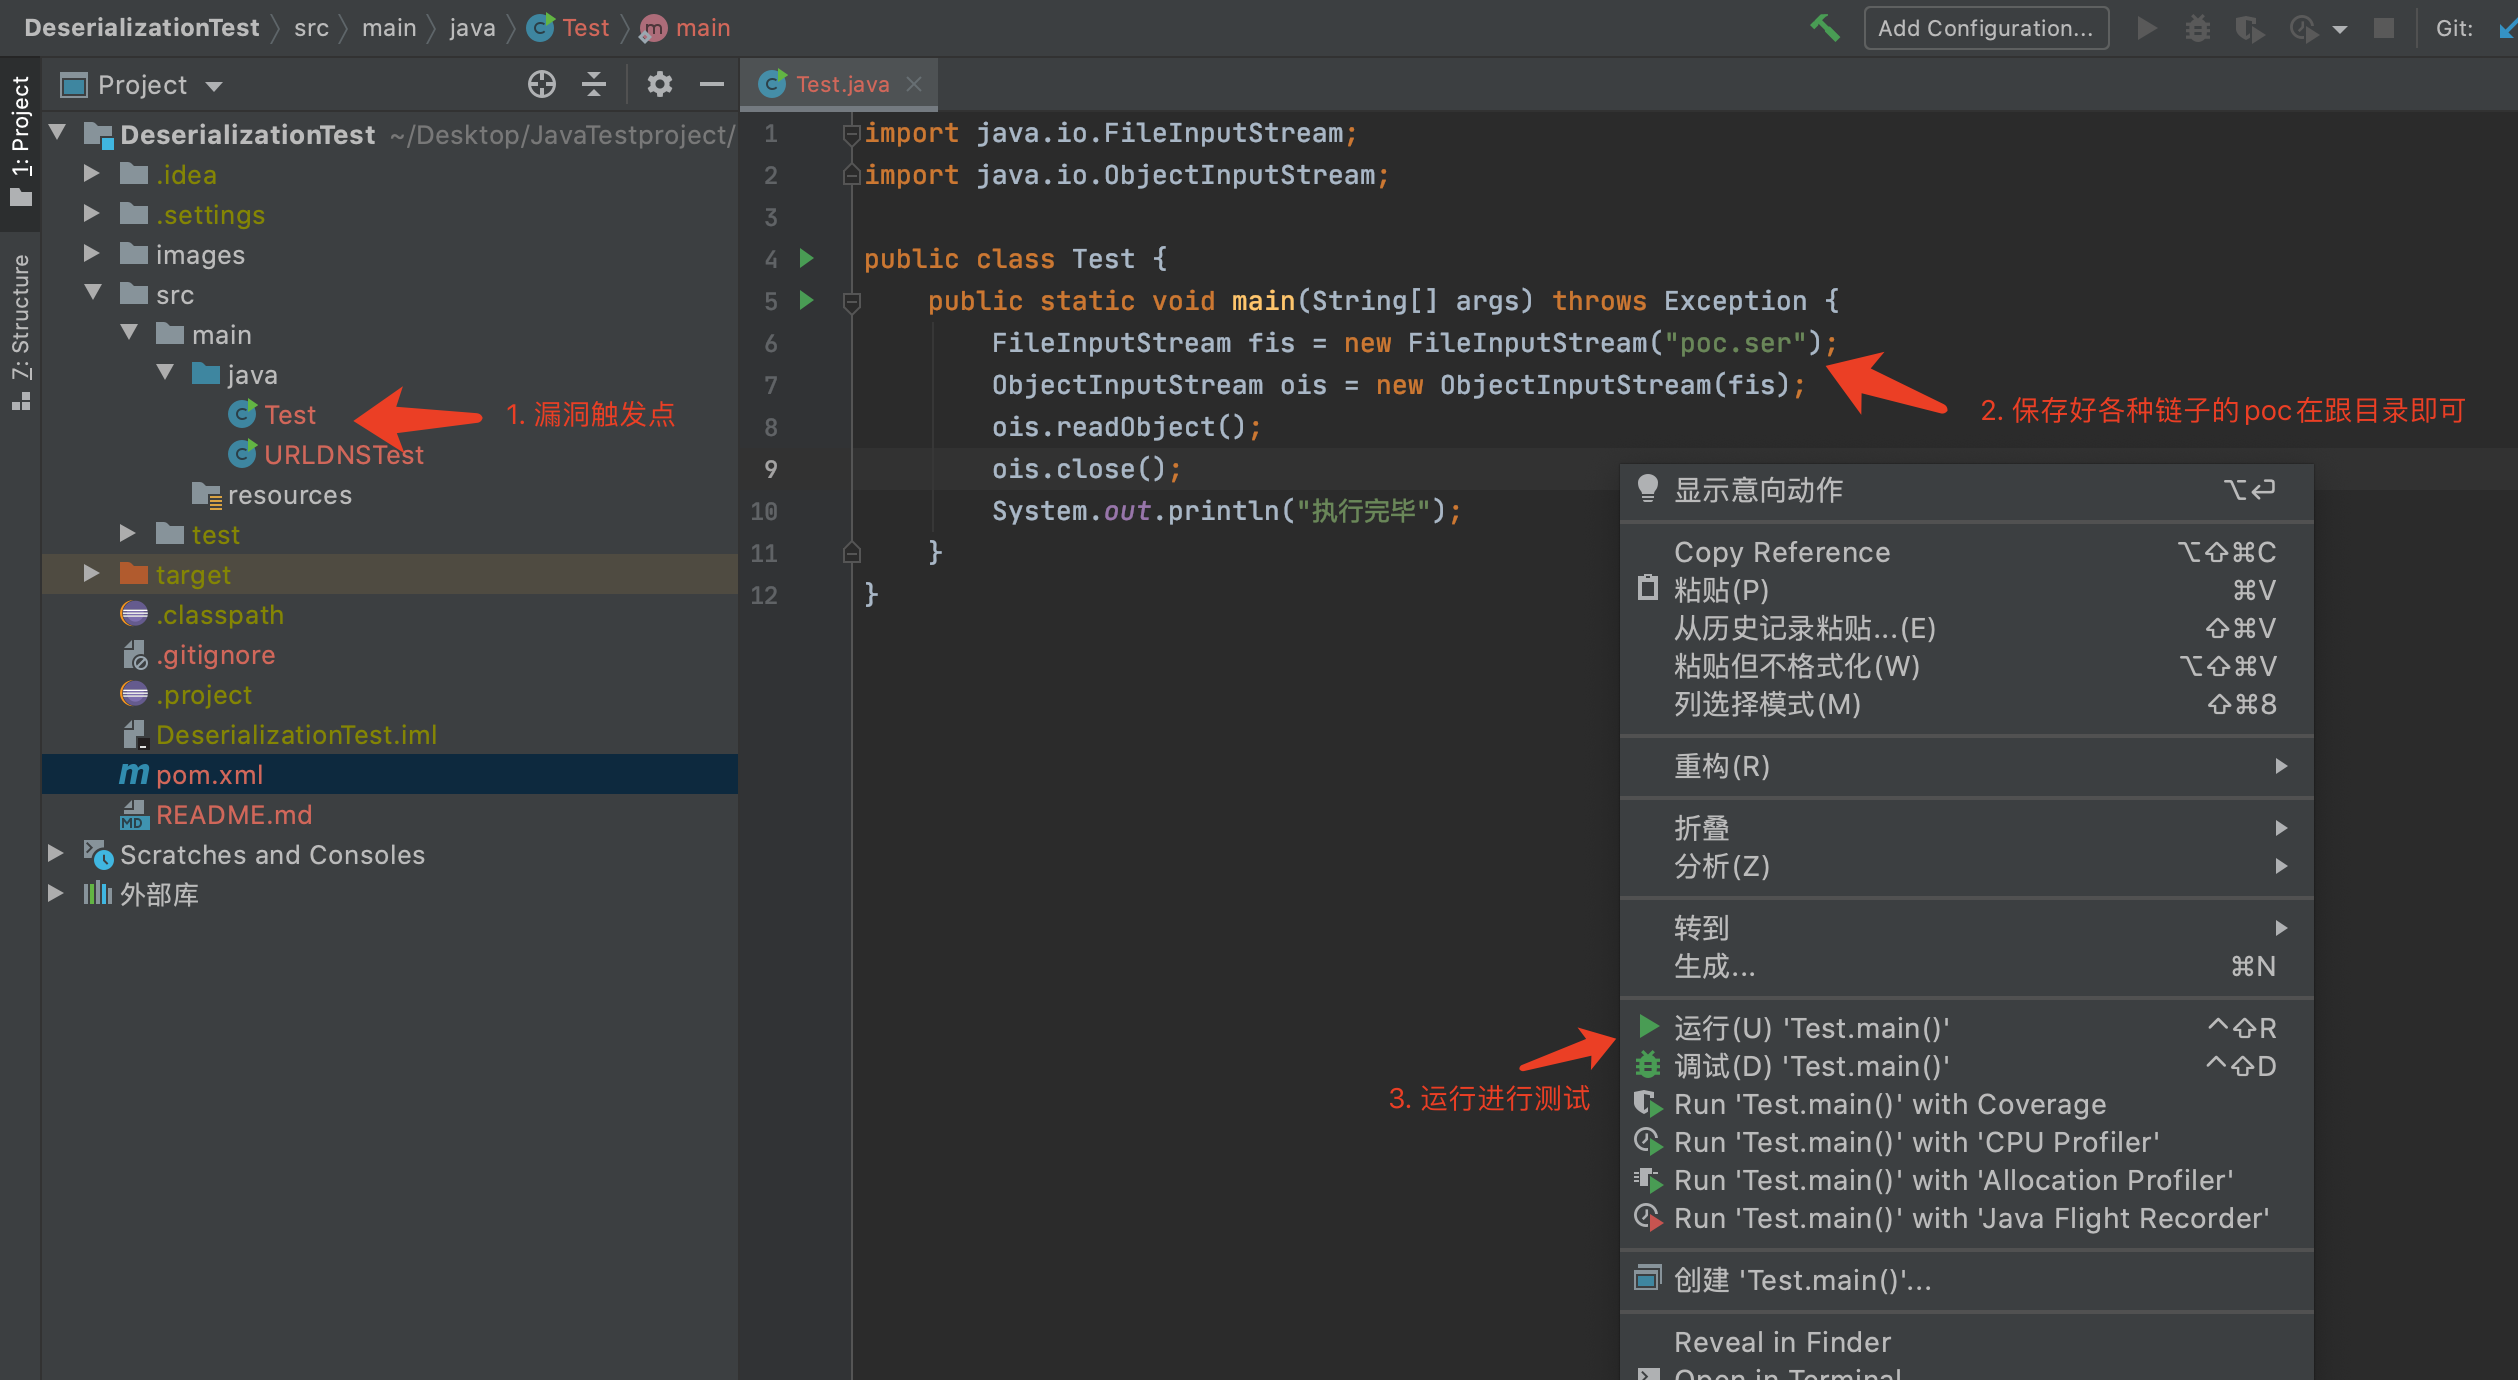 DeserializationTest src main java Test main
Add Configuration...
Git:
1: Project
7: Structure
Project
DeserializationTest ~/Desktop/JavaTestproject/
.idea
.settings
images
src
main
java
Test
URLDNSTest
resources
test
target
.classpath
.gitignore
.project
DeserializationTest.iml
pom.xml
README.md
Scratches and Consoles
外部库
1. 漏洞触发点
Test.java
1 import java.io.FileInputStream;
2 import java.io.ObjectInputStream;
3
4 public class Test {
5 public static void main(String[] args) throws Exception {
6 FileInputStream fis = new FileInputStream("poc.ser");
7 ObjectInputStream ois = new ObjectInputStream(fis);
8 ois.readObject();
9 ois.close();
10 System.out.println("执行完毕");
11 }
12 }
2. 保存好各种链子的poc在跟目录即可
3. 运行进行测试
显示意向动作 ⌥⏎
Copy Reference ⌥⇧⌘C
粘贴(P) ⌘V
从历史记录粘贴...(E) ⇧⌘V
粘贴但不格式化(W) ⌥⇧⌘V
列选择模式(M) ⇧⌘8
重构(R)
折叠
分析(Z)
转到
生成... ⌘N
运行(U) 'Test.main()' ^⇧R
调试(D) 'Test.main()' ^⇧D
Run 'Test.main()' with Coverage
Run 'Test.main()' with 'CPU Profiler'
Run 'Test.main()' with 'Allocation Profiler'
Run 'Test.main()' with 'Java Flight Recorder'
创建 'Test.main()'...
Reveal in Finder
Open in Terminal